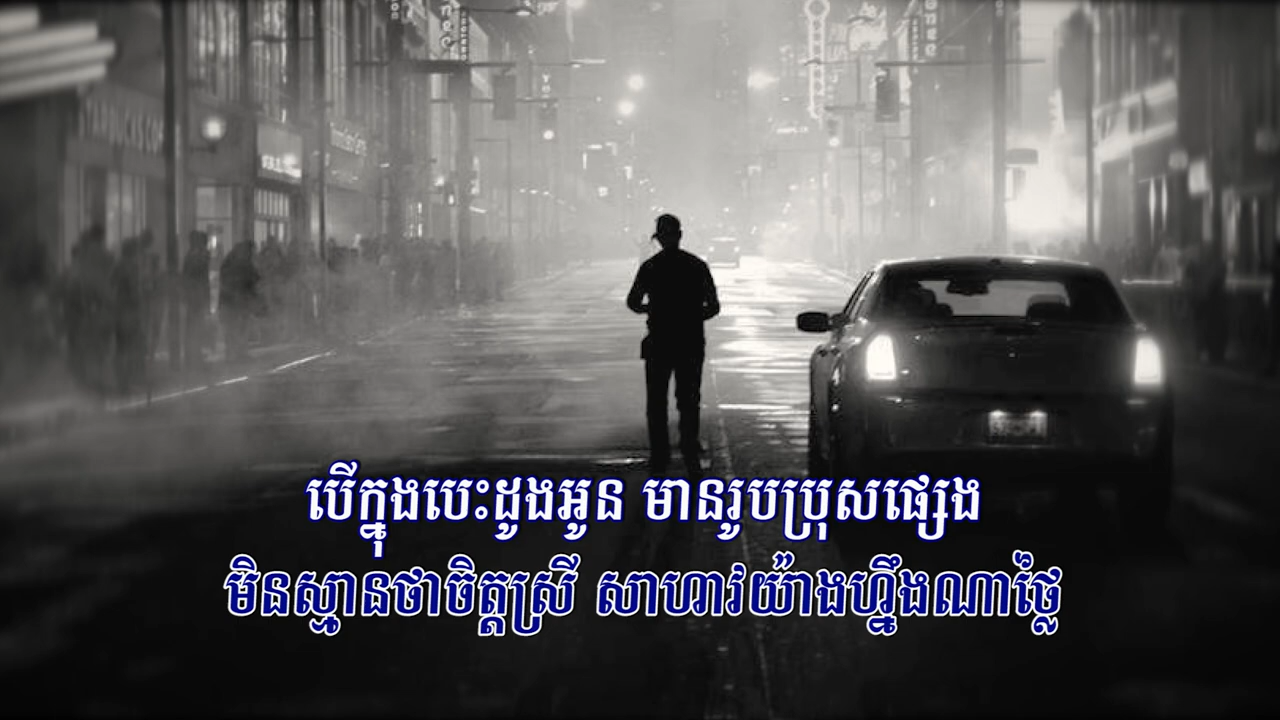 បើក្នុងបេះដូងអូន មានរូបប្រុសផ្សេង
មិនស្មានថាចិត្តស្រី សាហាវយ៉ាងហ្នឹងណាថ្លៃ